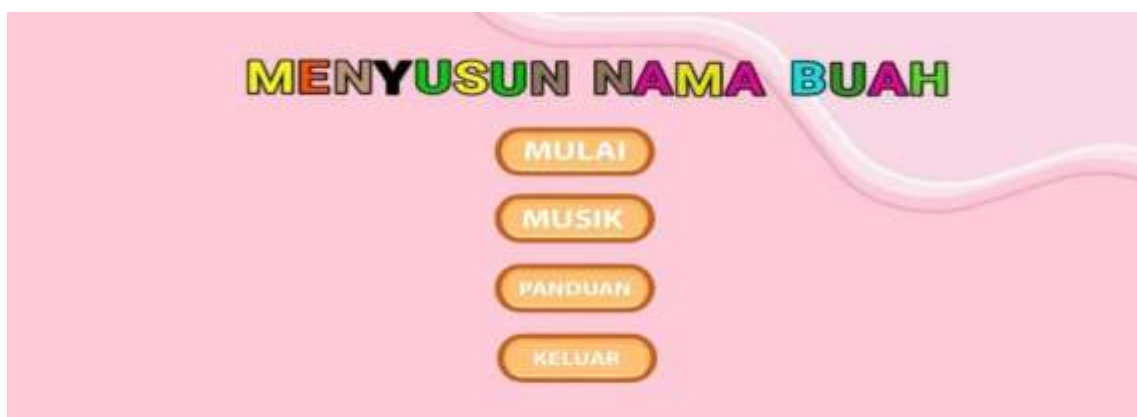 MENYUSUN NAMA BUAH
MULAI
MUSIK
PANDUAN
KELUAR